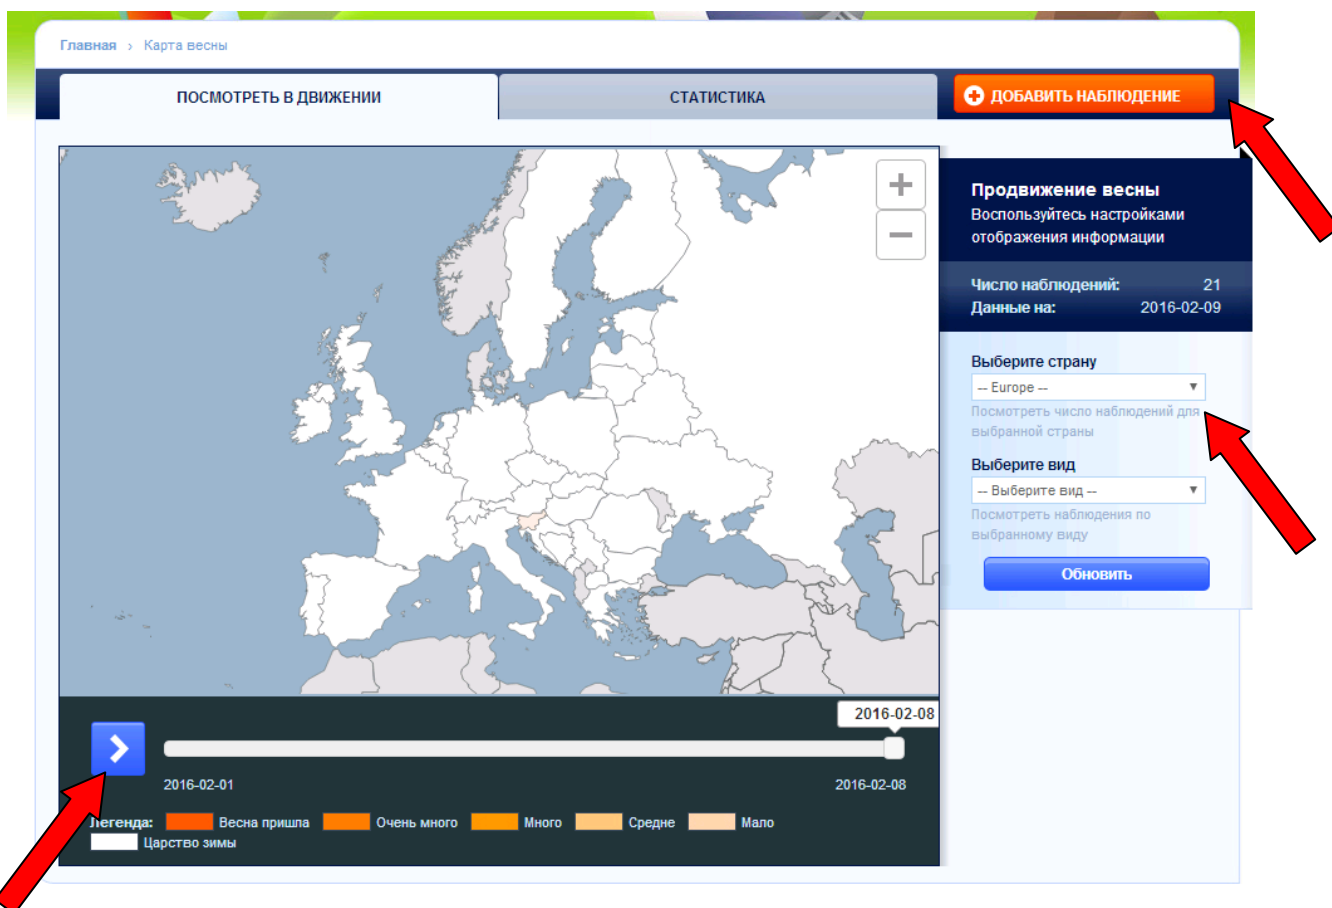 Главная › Карта весны
ПОСМОТРЕТЬ В ДВИЖЕНИИ
СТАТИСТИКА
ДОБАВИТЬ НАБЛЮДЕНИЕ
Продвижение весны
Воспользуйтесь настройками
отображения информации
Число наблюдений: 21
Данные на: 2016-02-09
Выберите страну
-- Europe --
Посмотреть число наблюдений для
выбранной страны
Выберите вид
-- Выберите вид --
Посмотреть наблюдения по
выбранному виду
Обновить
2016-02-08
2016-02-01
2016-02-08
Легенда: Весна пришла Очень много Много Средне Мало
Царство зимы